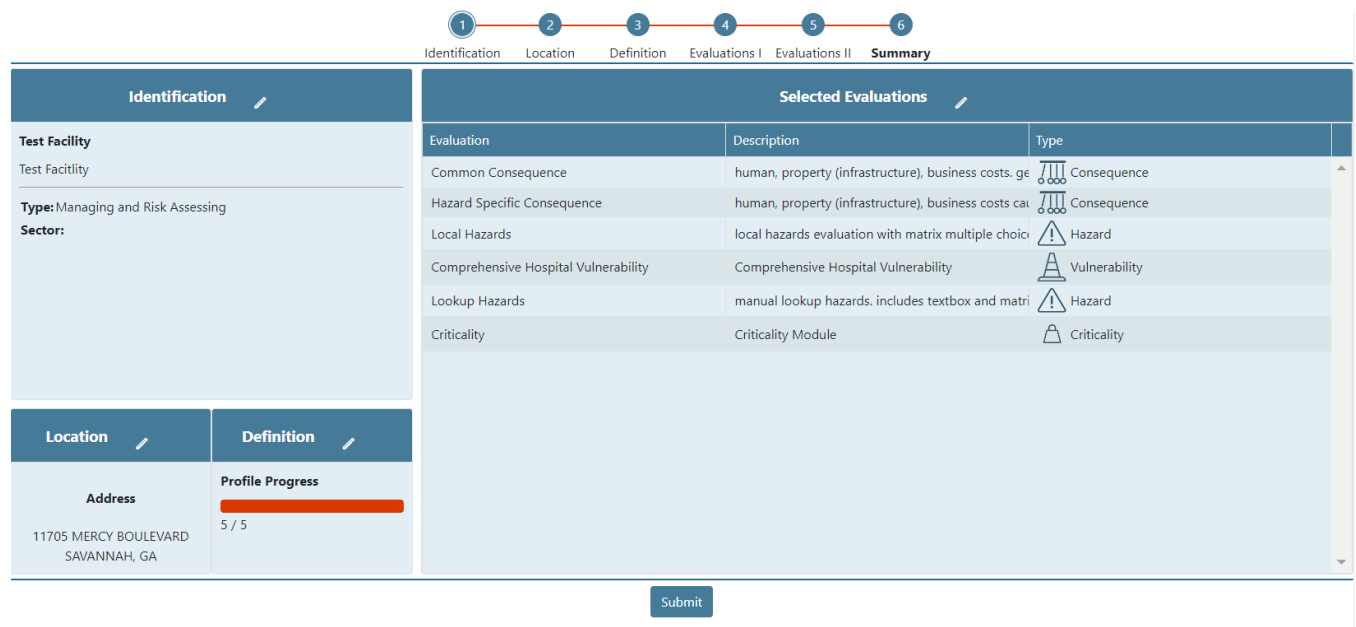 1 2 3 4 5 6
Identification Location Definition Evaluations I Evaluations II Summary
Identification
Test Facility
Test Facitlity
Type: Managing and Risk Assessing
Sector:
Location
Address
11705 MERCY BOULEVARD
SAVANNAH, GA
Definition
Profile Progress
5 / 5
Selected Evaluations
Evaluation Description Type
Common Consequence human, property (infrastructure), business costs. ge Consequence
Hazard Specific Consequence human, property (infrastructure), business costs cau Consequence
Local Hazards local hazards evaluation with matrix multiple choic Hazard
Comprehensive Hospital Vulnerability Comprehensive Hospital Vulnerability Vulnerability
Lookup Hazards manual lookup hazards. includes textbox and matri Hazard
Criticality Criticality Module Criticality
Submit